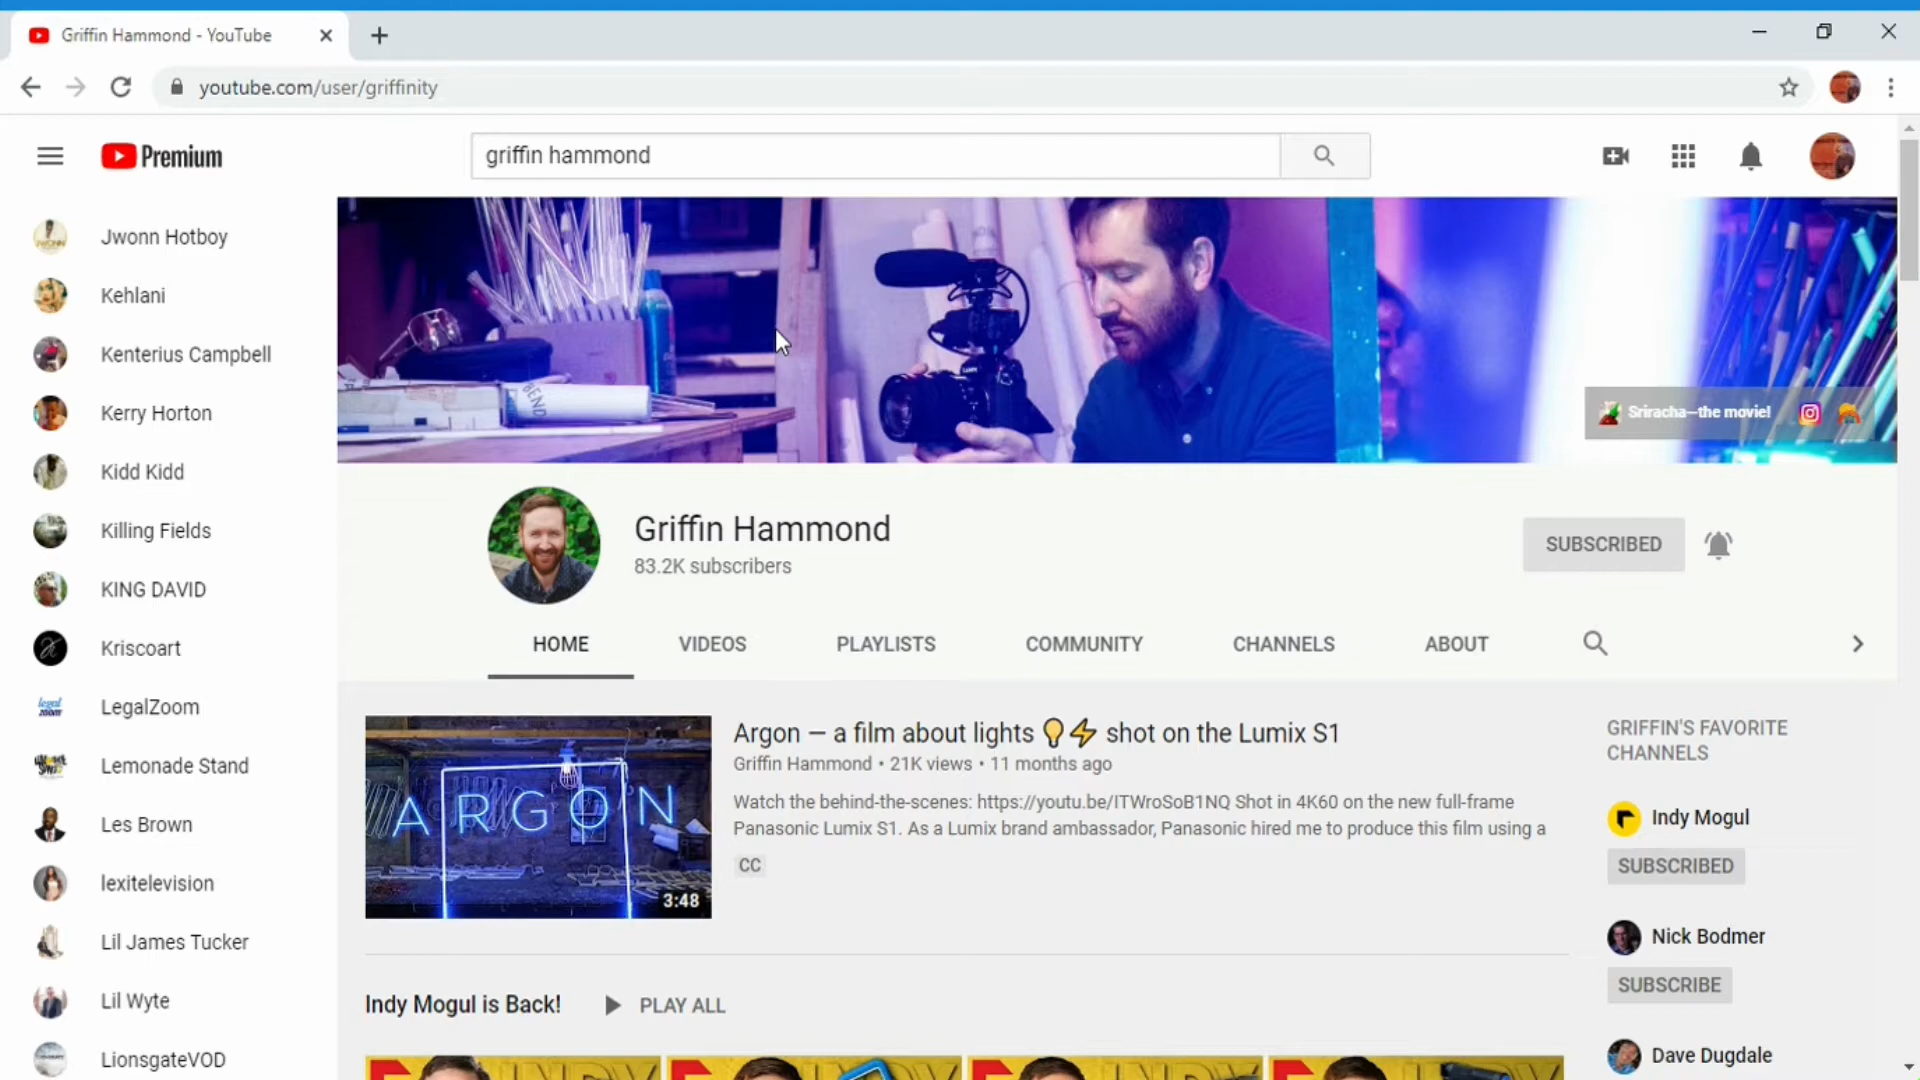 Griffin Hammond - YouTube
youtube.com/user/griffinity
Premium
griffin hammond
Jwonn Hotboy
Kehlani
Kenterius Campbell
Kerry Horton
Kidd Kidd
Killing Fields
KING DAVID
Kriscoart
LegalZoom
Lemonade Stand
Les Brown
lexitelevision
Lil James Tucker
Lil Wyte
LionsgateVOD
BEND
Sriracha—the movie!
Griffin Hammond
83.2K subscribers
SUBSCRIBED
HOME VIDEOS PLAYLISTS COMMUNITY CHANNELS ABOUT
ARGON
3:48
Argon — a film about lights 💡⚡ shot on the Lumix S1
Griffin Hammond • 21K views • 11 months ago
Watch the behind-the-scenes: https://youtu.be/ITWroSoB1NQ Shot in 4K60 on the new full-frame
Panasonic Lumix S1. As a Lumix brand ambassador, Panasonic hired me to produce this film using a
CC
Indy Mogul is Back! PLAY ALL
GRIFFIN'S FAVORITE
CHANNELS
Indy Mogul
SUBSCRIBED
Nick Bodmer
SUBSCRIBE
Dave Dugdale